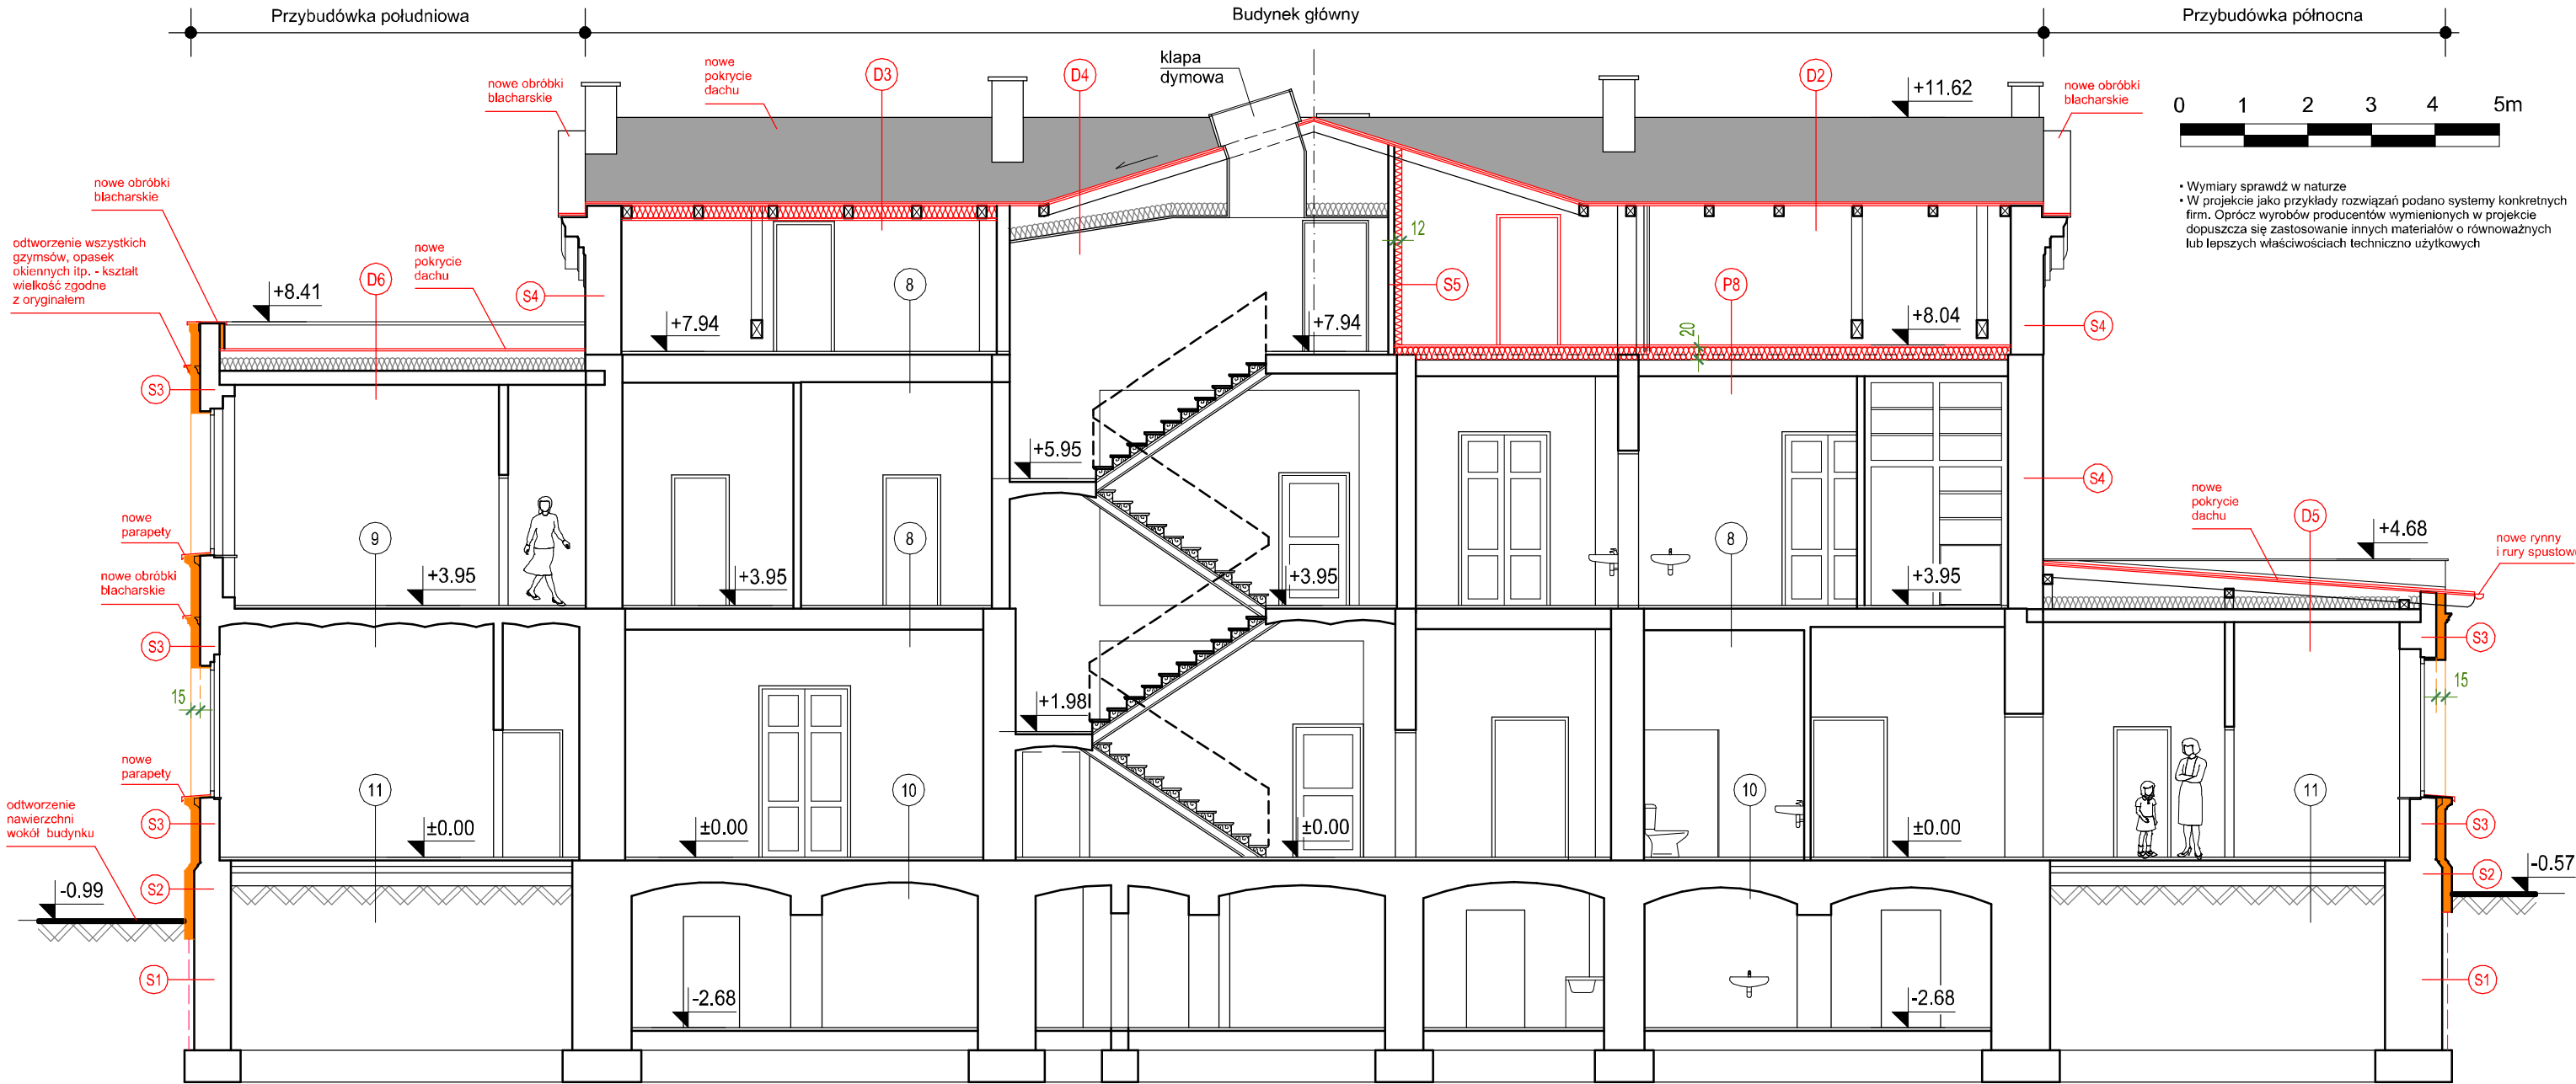 Przybudówka południowa
Budynek główny
Przybudówka północna
nowe obróbki
blacharskie
nowe
pokrycie
dachu
D3
D4
klapa
dymowa
D2
+11.62
nowe obróbki
blacharskie
0 1 2 3 4 5m
• Wymiary sprawdź w naturze
• W projekcie jako przykłady rozwiązań podano systemy konkretnych
firm. Oprócz wyrobów producentów wymienionych w projekcie
dopuszcza się zastosowanie innych materiałów o równoważnych
lub lepszych właściwościach techniczno użytkowych
nowe obróbki
blacharskie
odtworzenie wszystkich
gzymsów, opasek
okiennych itp. - kształt
wielkość zgodne
z oryginałem
nowe
pokrycie
dachu
D6
+8.41
S4
8
12
S5
P8
+7.94
+7.94
20
+8.04
S4
S3
+5.95
S4
nowe
pokrycie
dachu
D5
+4.68
nowe rynny
i rury spustow
nowe
parapety
9
8
8
nowe obróbki
blacharskie
+3.95
+3.95
+3.95
+3.95
S3
S3
15
+1.98
15
nowe
parapety
11
10
10
11
odtworzenie
nawierzchni
wokół budynku
S3
±0.00
±0.00
±0.00
±0.00
S3
-0.99
S2
S2
-0.57
S1
-2.68
-2.68
S1